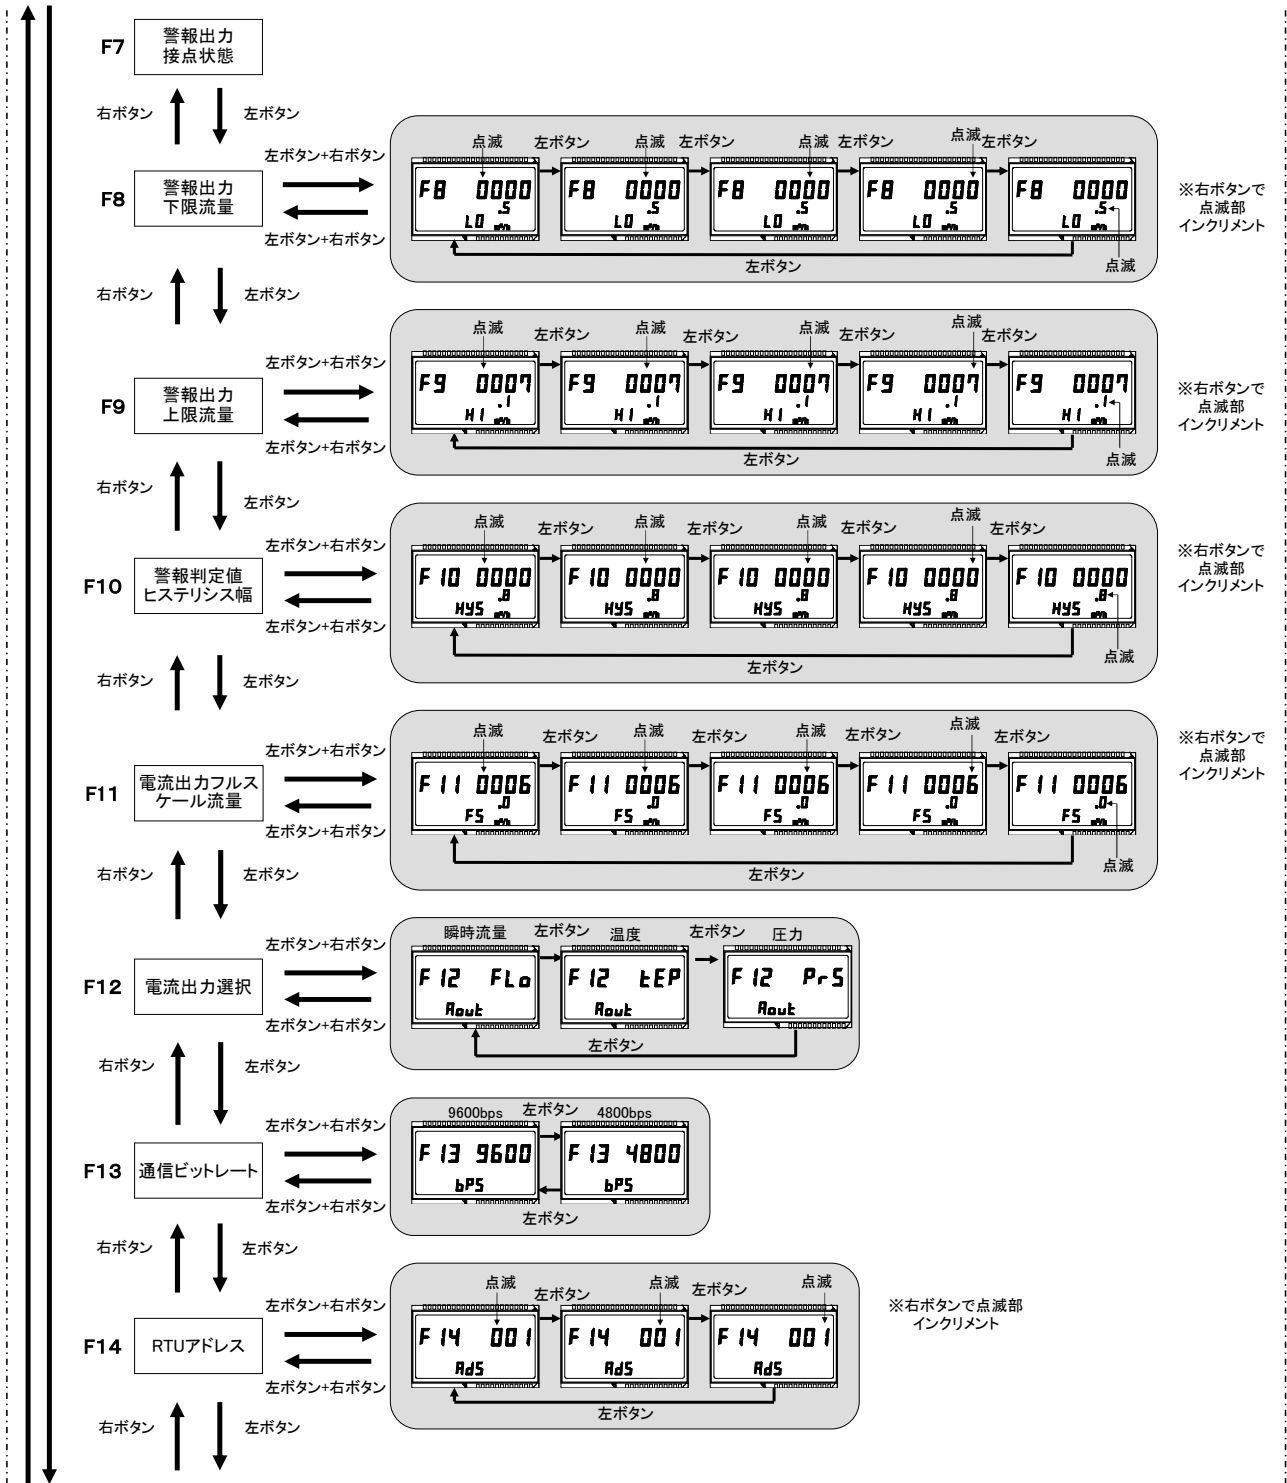 F7
警報出力
接点状態
右ボタン
左ボタン
F8
警報出力
下限流量
左ボタン+右ボタン
左ボタン+右ボタン
点滅 左ボタン 点滅 左ボタン 点滅 左ボタン 点滅 左ボタン
F8 0000 F8 0000 F8 0000 F8 0000 F8 0000
.5 .5 .5 .5 .5
LO LO LO LO LO
左ボタン
点滅
※右ボタンで
点滅部
インクリメント
右ボタン
左ボタン
F9
警報出力
上限流量
左ボタン+右ボタン
左ボタン+右ボタン
点滅 左ボタン 点滅 左ボタン 点滅 左ボタン 点滅 左ボタン
F9 0007 F9 0007 F9 0007 F9 0007 F9 0007
.1 .1 .1 .1 .1
HI HI HI HI HI
左ボタン
点滅
※右ボタンで
点滅部
インクリメント
右ボタン
左ボタン
F10
警報判定値
ヒステリシス幅
左ボタン+右ボタン
左ボタン+右ボタン
点滅 左ボタン 点滅 左ボタン 点滅 左ボタン 点滅 左ボタン
F10 0000 F10 0000 F10 0000 F10 0000 F10 0000
.8 .8 .8 .8 .8
HYS HYS HYS HYS HYS
左ボタン
点滅
※右ボタンで
点滅部
インクリメント
右ボタン
左ボタン
F11
電流出力フルス
ケール流量
左ボタン+右ボタン
左ボタン+右ボタン
点滅 左ボタン 点滅 左ボタン 点滅 左ボタン 点滅 左ボタン
F11 0006 F11 0006 F11 0006 F11 0006 F11 0006
.0 .0 .0 .0 .0
FS FS FS FS FS
左ボタン
点滅
※右ボタンで
点滅部
インクリメント
右ボタン
左ボタン
F12
電流出力選択
左ボタン+右ボタン
左ボタン+右ボタン
瞬時流量 左ボタン 温度 左ボタン 圧力
F12 FLo F12 tEP F12 PrS
Aout Aout Aout
左ボタン
右ボタン
左ボタン
F13
通信ビットレート
左ボタン+右ボタン
左ボタン+右ボタン
9600bps 左ボタン 4800bps
F13 9600 F13 4800
bPS bPS
左ボタン
右ボタン
左ボタン
F14
RTUアドレス
左ボタン+右ボタン
左ボタン+右ボタン
点滅 左ボタン 点滅 左ボタン 点滅
F14 001 F14 001 F14 001
AdS AdS AdS
左ボタン
※右ボタンで点滅部
インクリメント
右ボタン
左ボタン